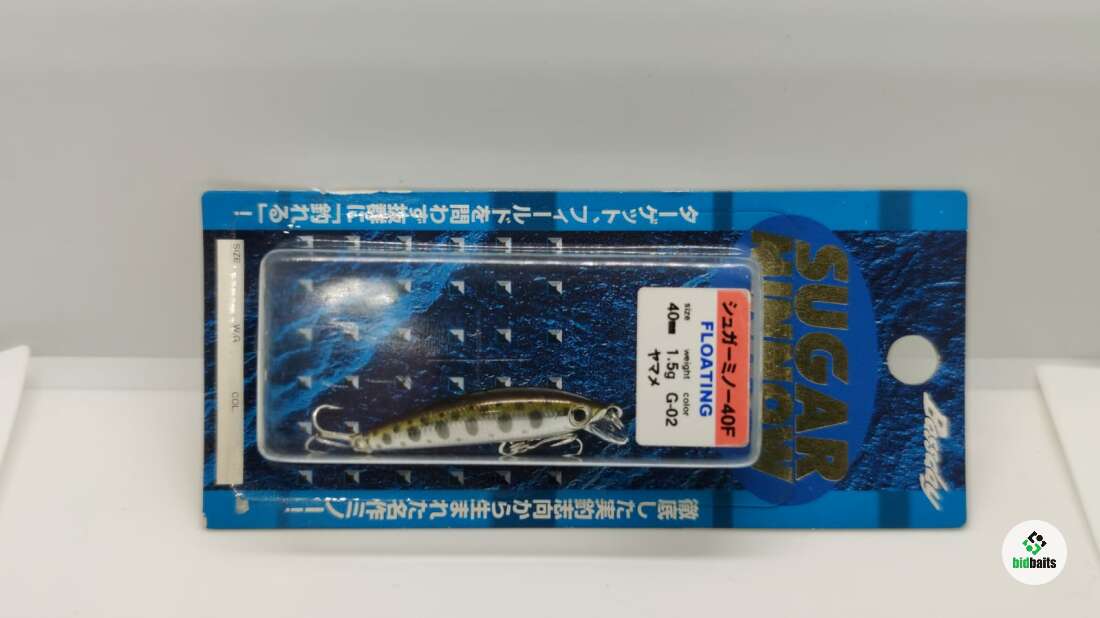 Bassday
SUGAR
MINNOW
ターゲット、フィールドを問わず抜群に「釣れる」!
徹底した実釣志向から生まれた名作ミノー!
シュガーミノー40F
FLOATING
size weight color
40mm 1.5g G-02
ヤマメ
SIZE
COL.
bidbaits